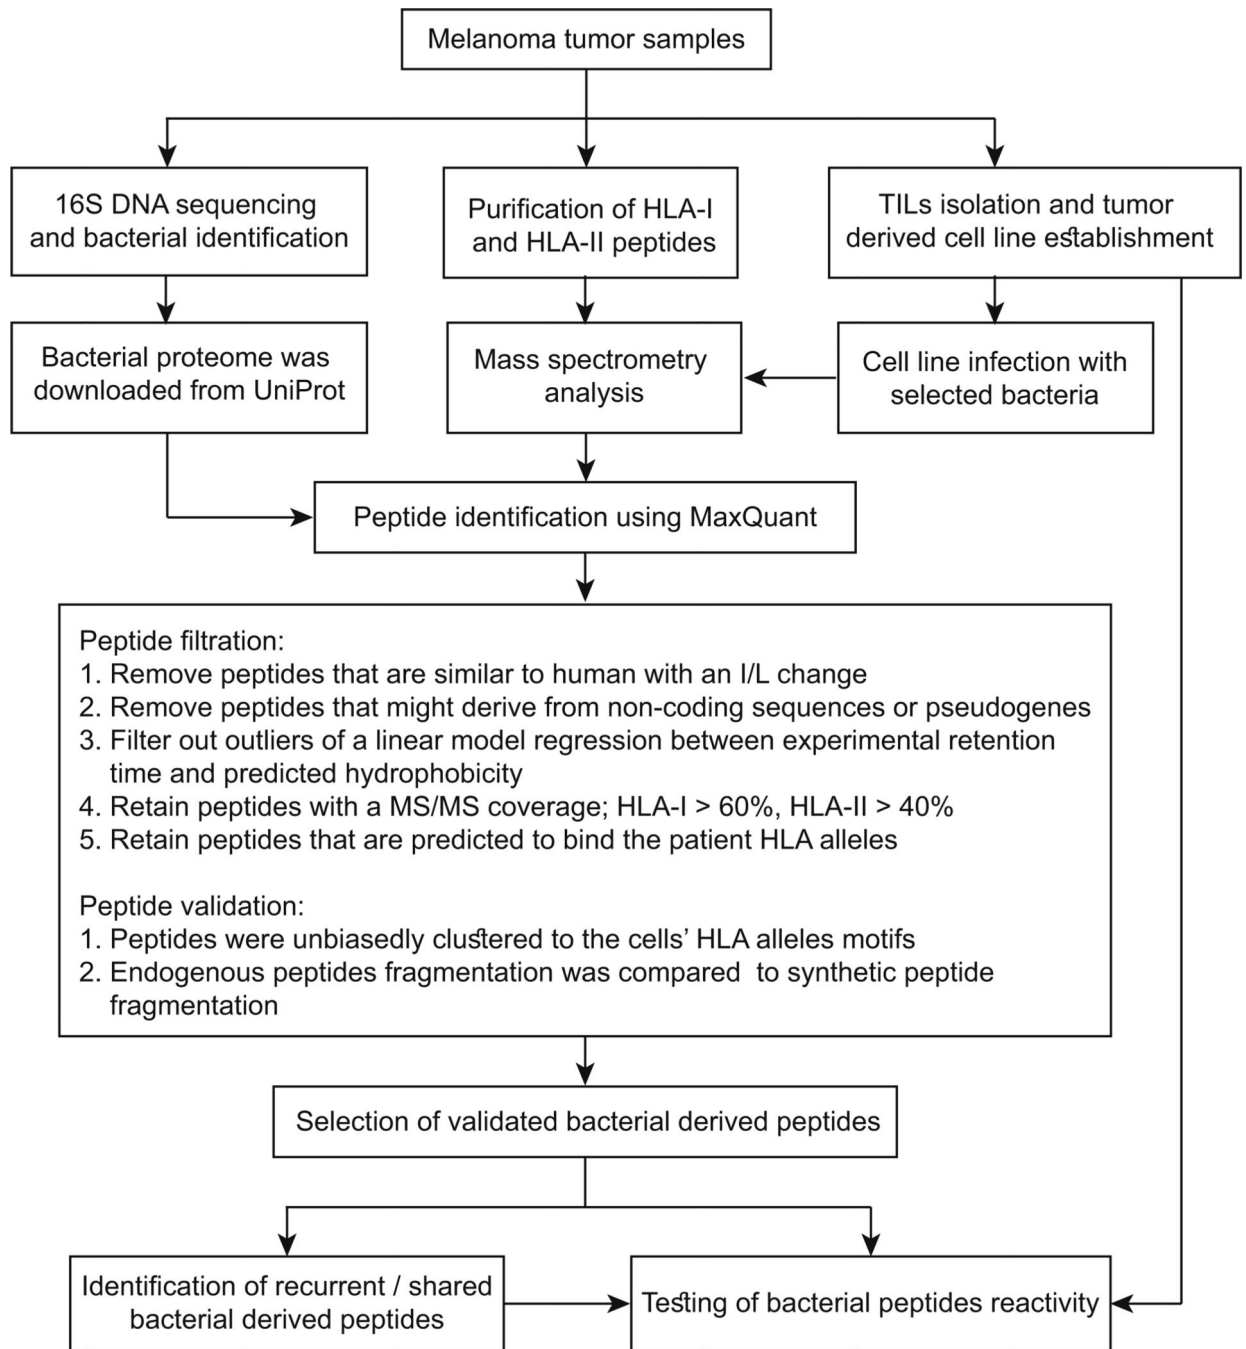 Melanoma tumor samples
16S DNA sequencing
and bacterial identification
Purification of HLA-I
and HLA-II peptides
TILs isolation and tumor
derived cell line establishment
Bacterial proteome was
downloaded from UniProt
Mass spectrometry
analysis
Cell line infection with
selected bacteria
Peptide identification using MaxQuant
Peptide filtration:
1. Remove peptides that are similar to human with an I/L change
2. Remove peptides that might derive from non-coding sequences or pseudogenes
3. Filter out outliers of a linear model regression between experimental retention
time and predicted hydrophobicity
4. Retain peptides with a MS/MS coverage; HLA-I > 60%, HLA-II > 40%
5. Retain peptides that are predicted to bind the patient HLA alleles
Peptide validation:
1. Peptides were unbiasedly clustered to the cells’ HLA alleles motifs
2. Endogenous peptides fragmentation was compared to synthetic peptide
fragmentation
Selection of validated bacterial derived peptides
Identification of recurrent / shared
bacterial derived peptides
Testing of bacterial peptides reactivity